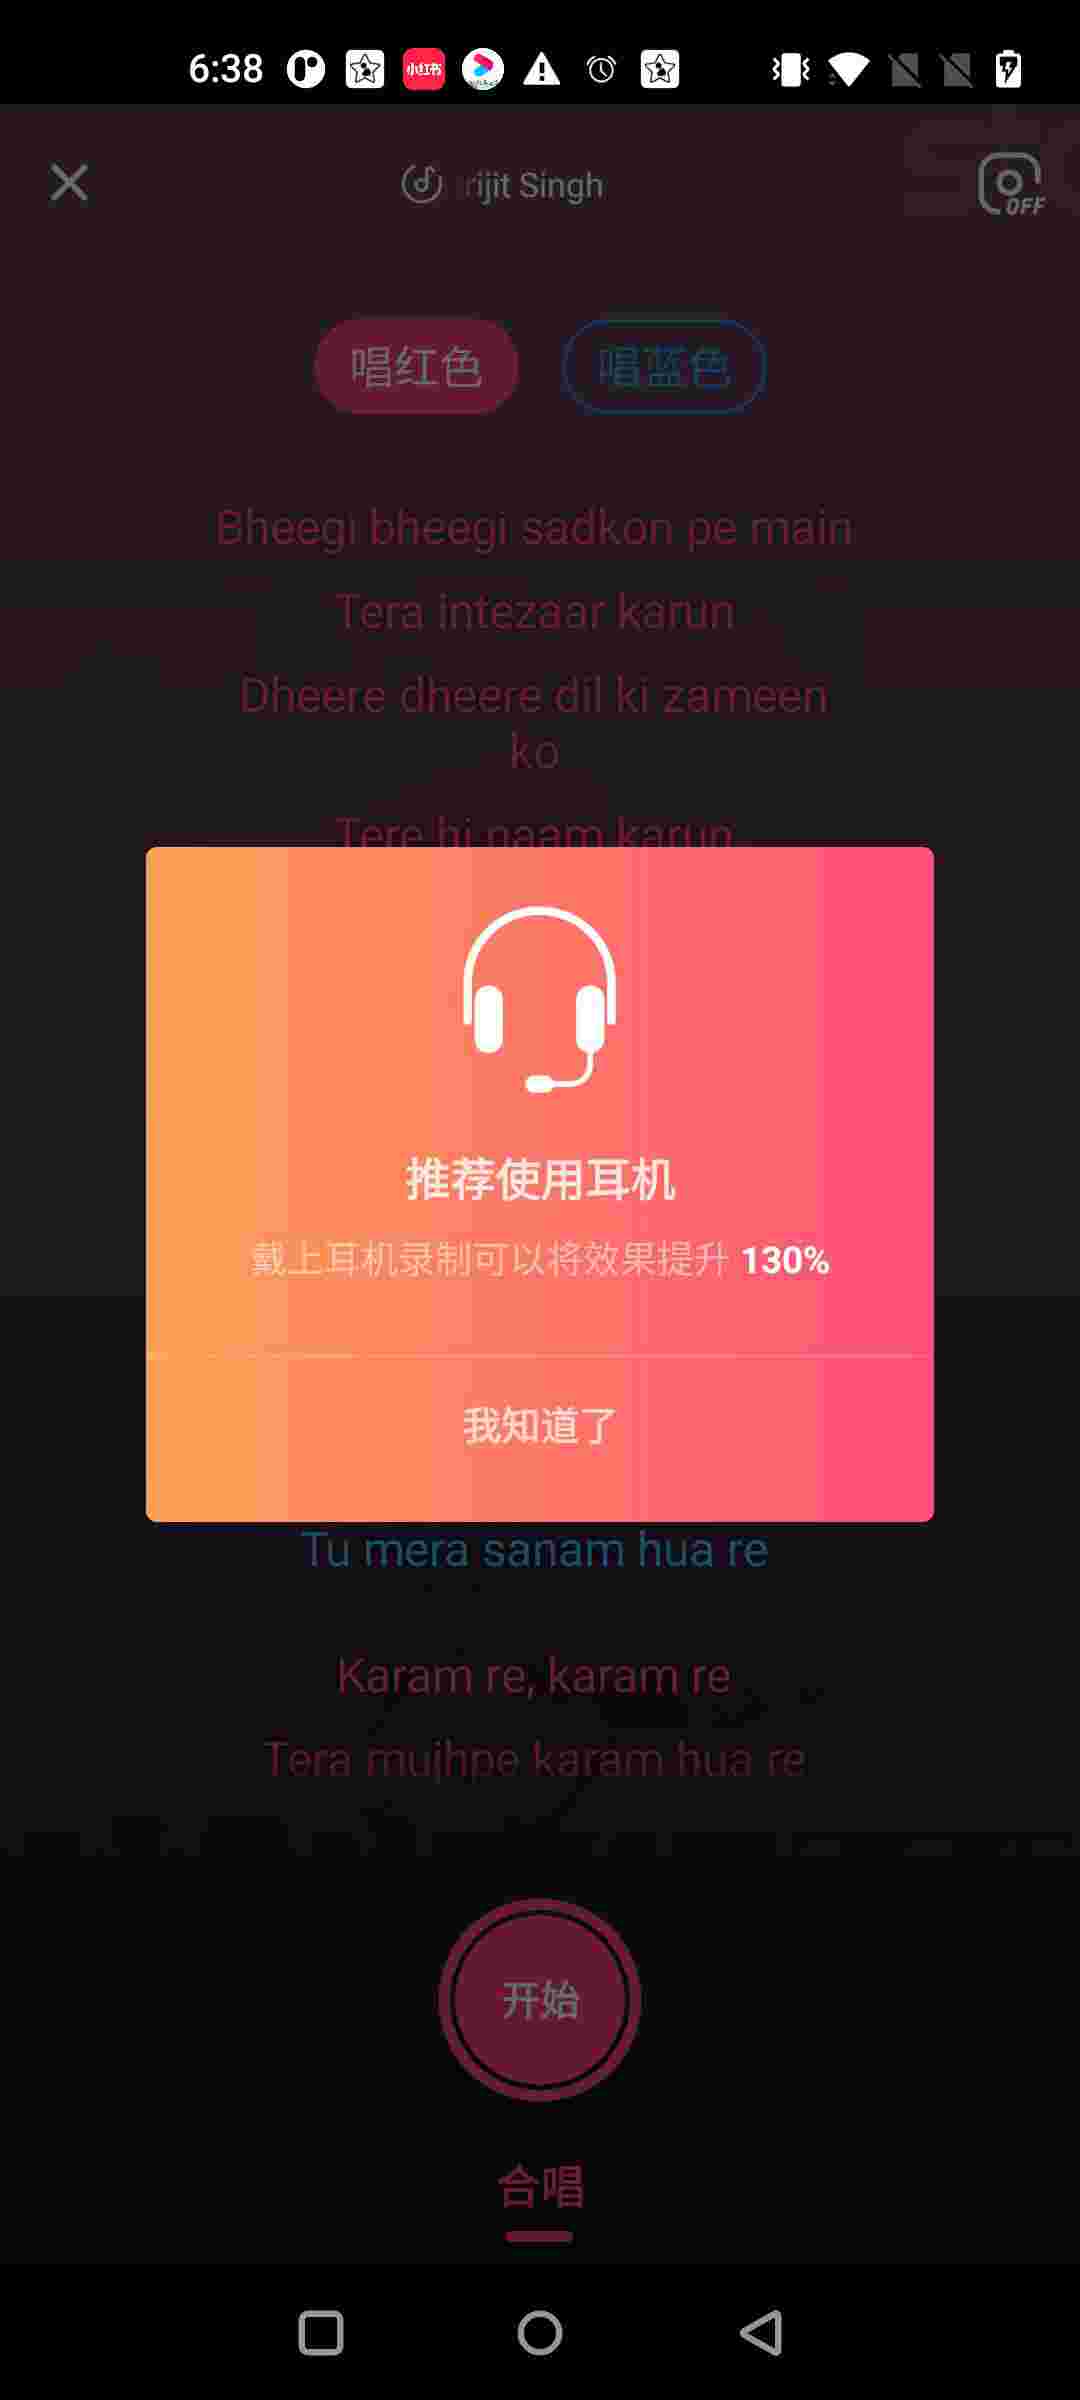 6:38
小红书
rijit Singh
OFF
唱红色
唱蓝色
Bheegi bheegi sadkon pe main
Tera intezaar karun
Dheere dheere dil ki zameen
ko
Tere hi naam karun
推荐使用耳机
戴上耳机录制可以将效果提升 130%
我知道了
Tu mera sanam hua re
Karam re, karam re
Tera mujhpe karam hua re
开始
合唱